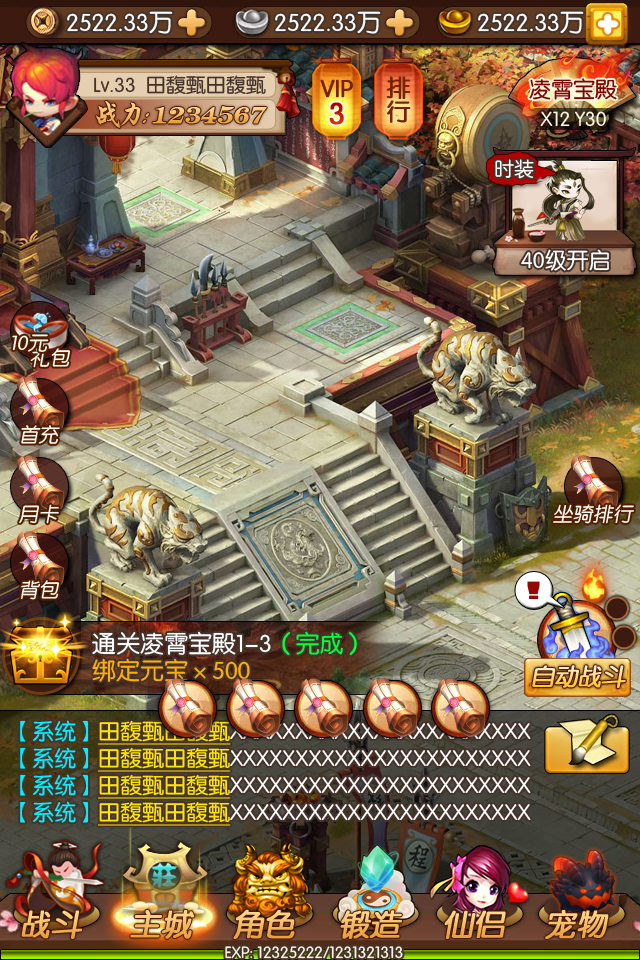 2522.33万 2522.33万 2522.33万
Lv.33 田馥甄田馥甄
战力:1234567
VIP
3
排行
凌霄宝殿
X12 Y30
时装
40级开启
10元
礼包
首充
月卡
背包
坐骑排行
通关凌霄宝殿1-3（完成）
绑定元宝×500
自动战斗
【系统】田馥甄田馥甄XXXXXXXXXXXXXXXXXXXXXXX
【系统】田馥甄田馥甄XXXXXXXXXXXXXXXXXXXXXXX
【系统】田馥甄田馥甄XXXXXXXXXXXXXXXXXXXXXXX
【系统】田馥甄田馥甄XXXXXXXXXXXXXXXXXXXXXXX
程
莊
战斗 主城 角色 锻造 仙侣 宠物
EXP: 12325222/1231321313